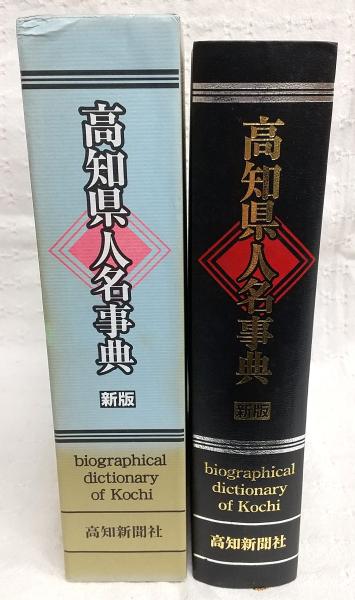 高知県人名事典
新版
biographical
dictionary
of Kochi
高知新聞社
高知県人名事典
新版
biographical
dictionary
of Kochi
高知新聞社